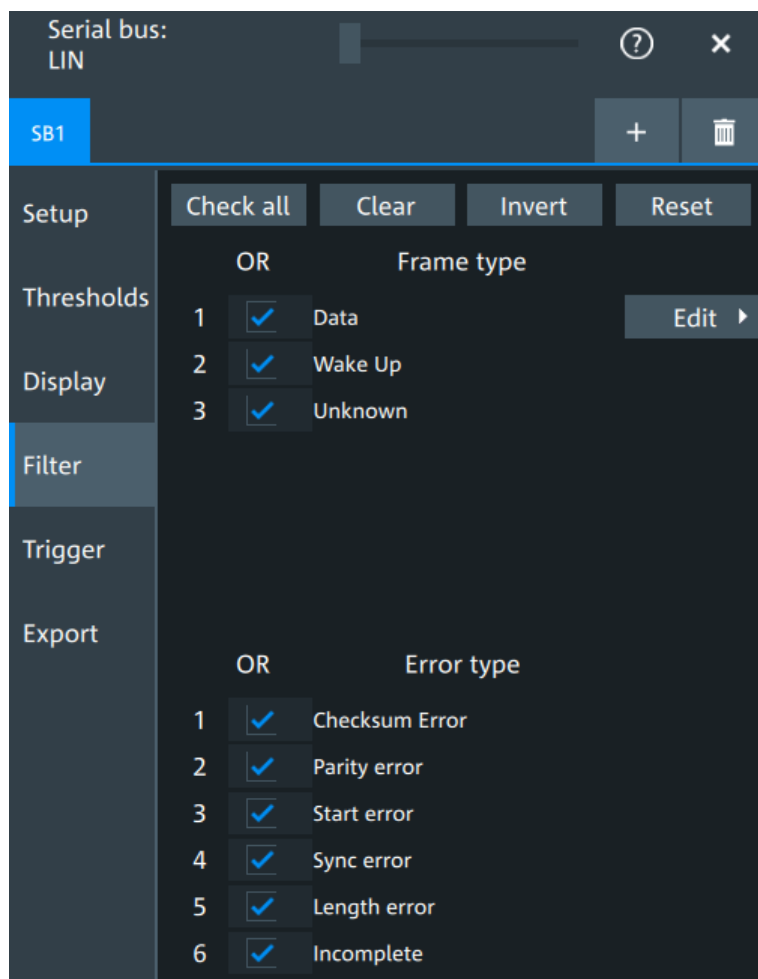 Serial bus:
LIN
?
SB1
+
Setup
Thresholds
Display
Filter
Trigger
Export
Check all Clear Invert Reset
OR Frame type
1 Data Edit
2 Wake Up
3 Unknown
OR Error type
1 Checksum Error
2 Parity error
3 Start error
4 Sync error
5 Length error
6 Incomplete